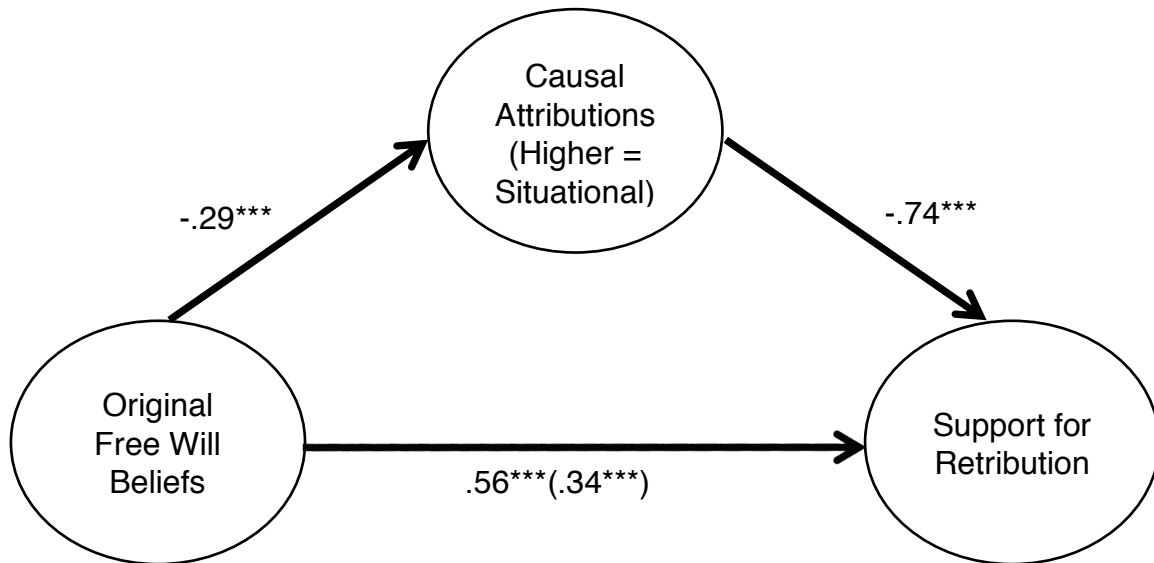 Causal
Attributions
(Higher =
Situational)
-.29***
-.74***
Original
Free Will
Beliefs
.56***(.34***)
Support for
Retribution